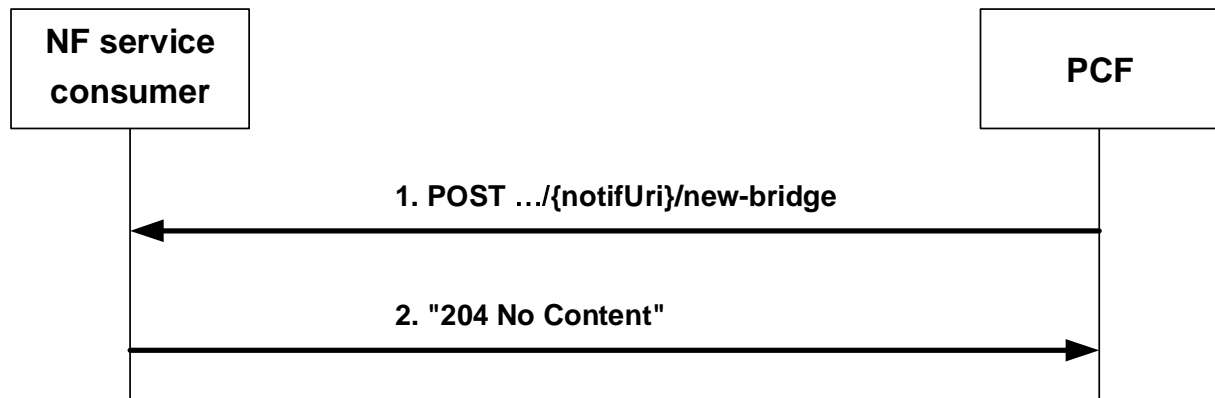 NF service
consumer
PCF
1. POST …/{notifUri}/new-bridge
2. "204 No Content"